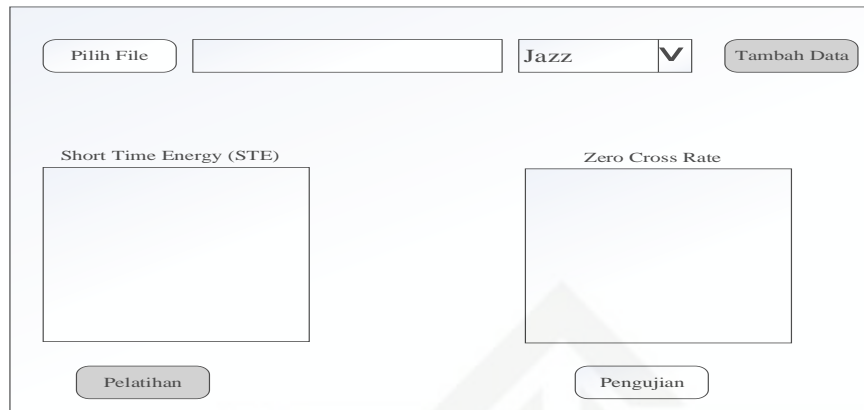 Pilih File
Jazz
V
Tambah Data
Short Time Energy (STE)
Zero Cross Rate
Pelatihan
Pengujian